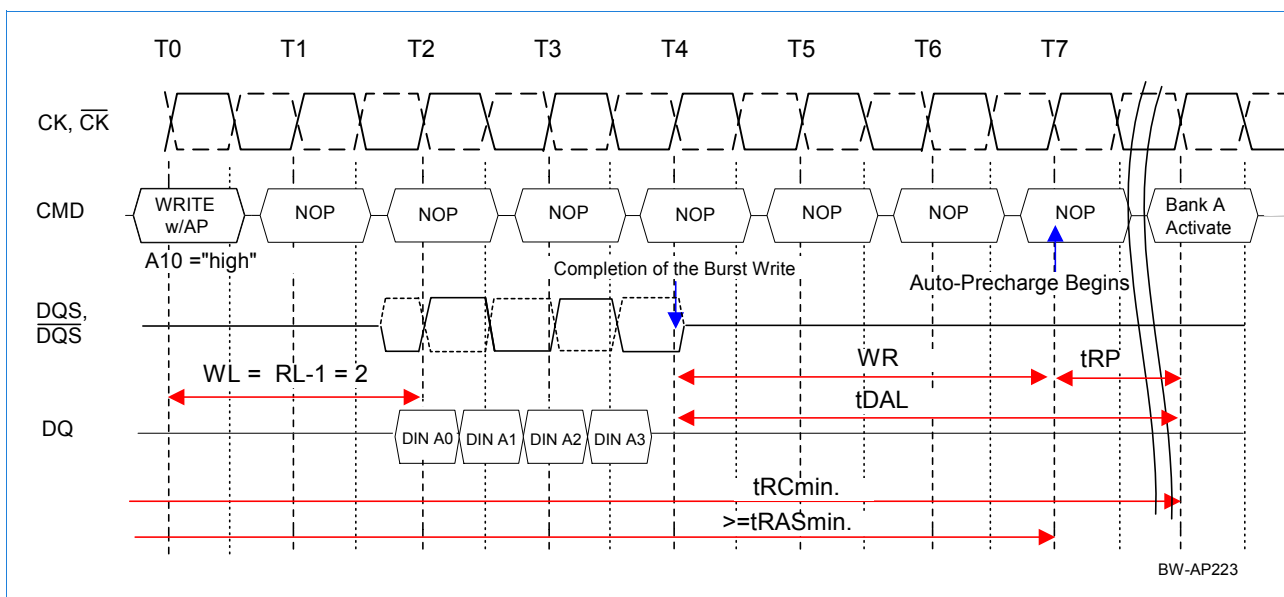 T0 T1 T2 T3 T4 T5 T6 T7
CK, CK
CMD
WRITE w/AP
NOP
NOP
NOP
NOP
NOP
NOP
NOP
Bank A Activate
A10 ="high"
Completion of the Burst Write
Auto-Precharge Begins
DQS,
DQS
WL = RL-1 = 2
WR
tRP
tDAL
DQ
DIN A0
DIN A1
DIN A2
DIN A3
tRCmin.
>=tRASmin.
BW-AP223